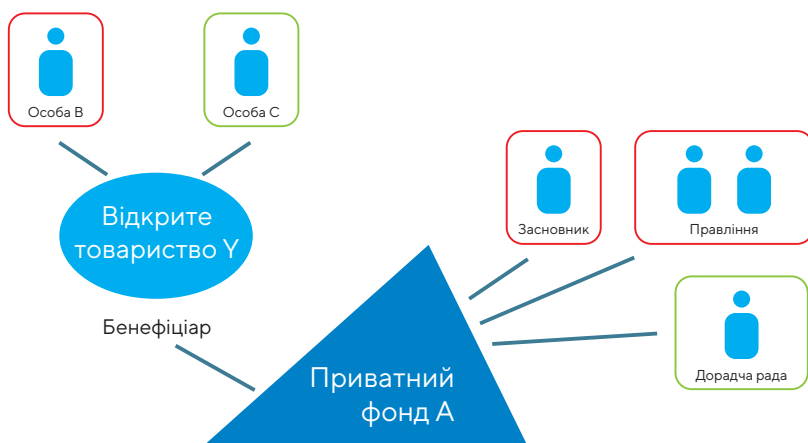 Особа B
Особа C
Відкрите
товариство Y
Бенефіціар
Засновник
Правління
Дорадча рада
Приватний
фонд A